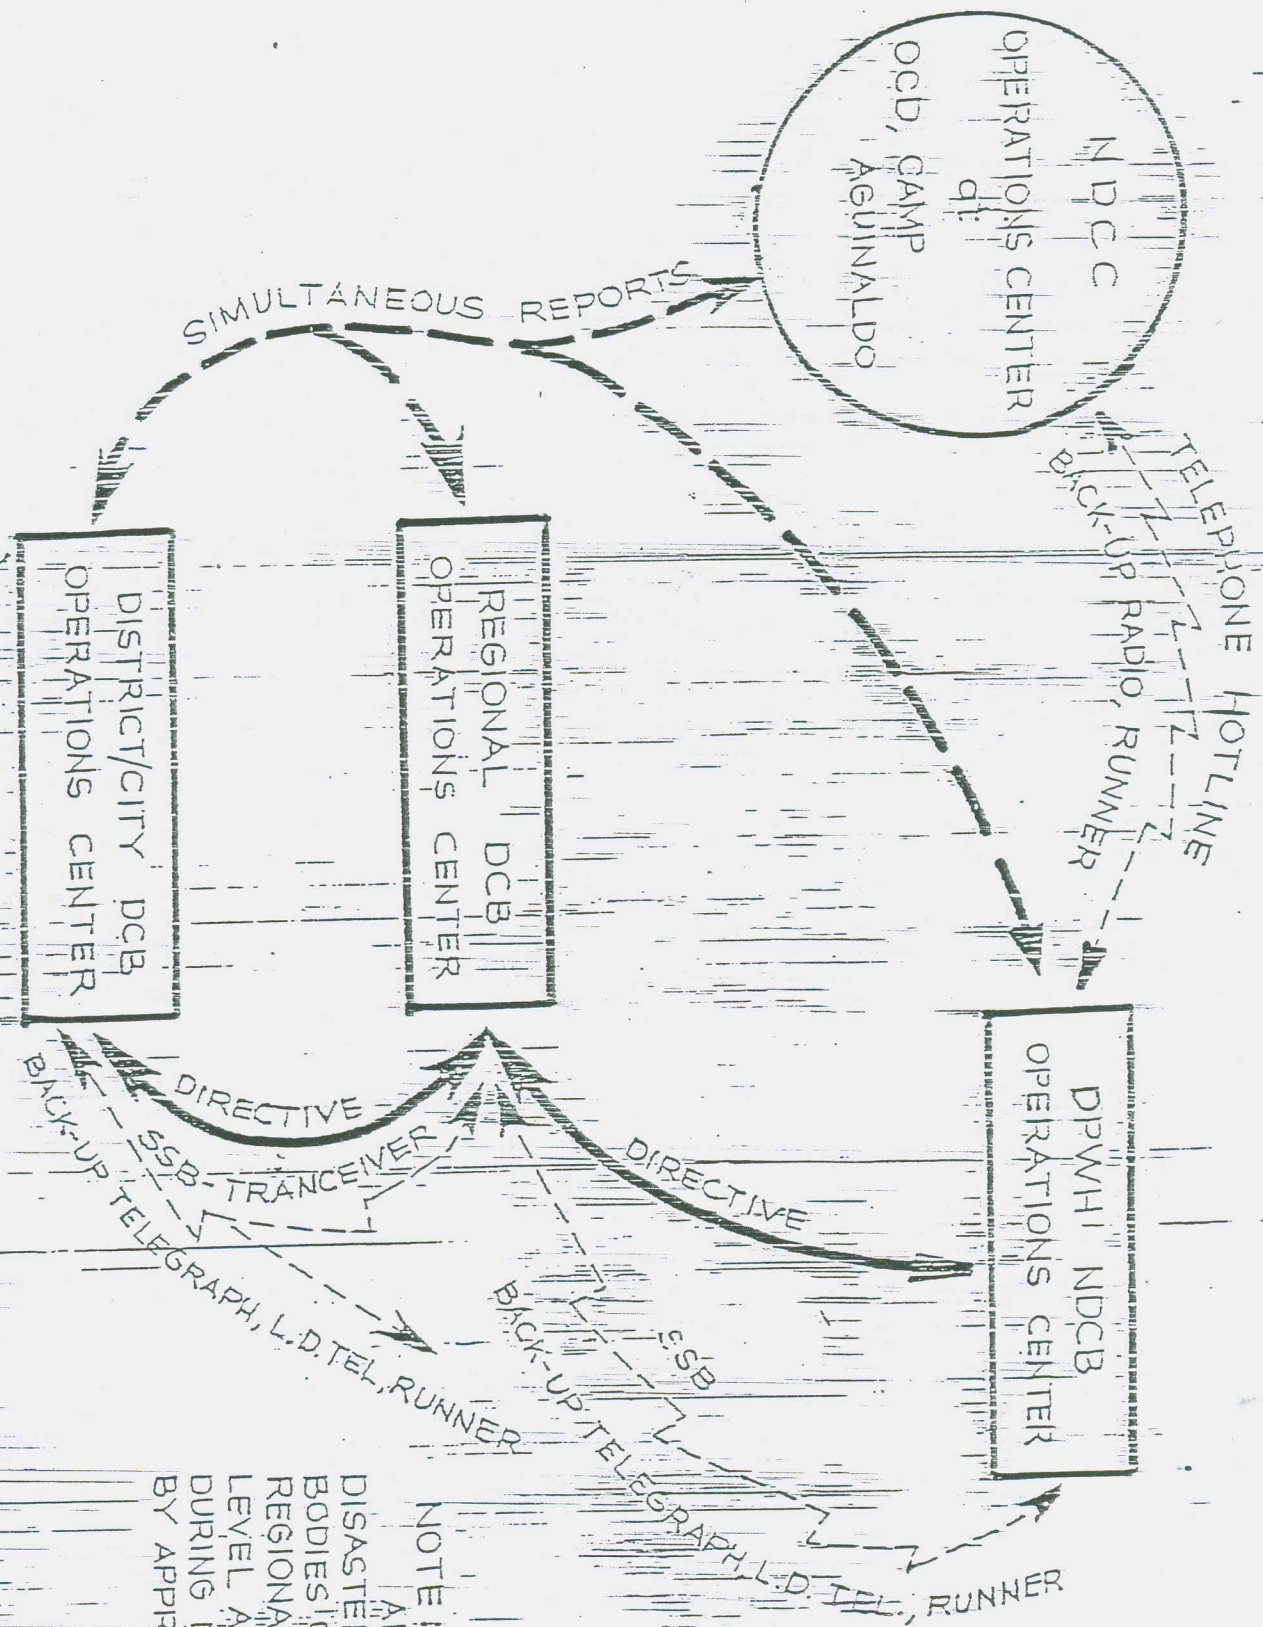 N D C C
OPERATIONS CENTER
at
OCD, CAMP
AGUINALDO
TELEPHONE HOTLINE
BACK-UP RADIO, RUNNER
DPWH NDCB
OPERATIONS CENTER
SIMULTANEOUS REPORTS
REGIONAL DCB
OPERATIONS CENTER
DIRECTIVE
SSB
BACK-UP TELEGRAPH, L.D. TEL., RUNNER
DISTRICT/CITY DCB
OPERATIONS CENTER
DIRECTIVE
SSB-TRANCEIVER
BACK-UP TELEGRAPH, L.D. TEL, RUNNER
NOTE:
DISASTE
BODIES
REGIONA
LEVEL A
DURING
BY APPR